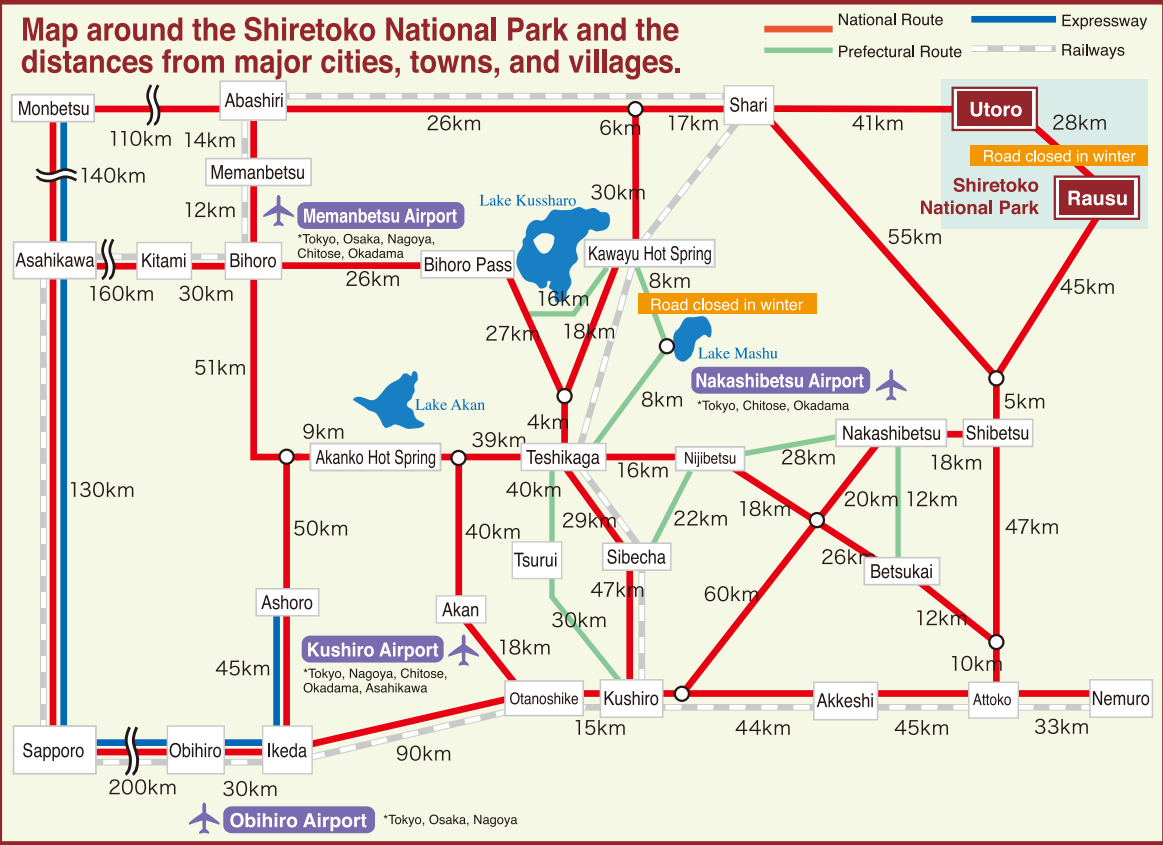 Map around the Shiretoko National Park and the
distances from major cities, towns, and villages.
National Route
Expressway
Prefectural Route
Railways
Monbetsu
Abashiri
Shari
Utoro
28km
110km
14km
26km
6km
17km
41km
Road closed in winter
140km
Memanbetsu
Shiretoko
National Park
Rausu
12km
Memanbetsu Airport
*Tokyo, Osaka, Nagoya,
Chitose, Okadama
Lake Kussharo
30km
55km
Asahikawa
Kitami
Bihoro
Bihoro Pass
Kawayu Hot Spring
160km
30km
26km
16km
8km
45km
Road closed in winter
27km
18km
Lake Mashu
51km
Nakashibetsu Airport
*Tokyo, Chitose, Okadama
Lake Akan
8km
5km
9km
39km
4km
Nakashibetsu
Shibetsu
Akanko Hot Spring
Teshikaga
16km
Nijibetsu
28km
18km
130km
40km
50km
40km
29km
22km
18km
20km
12km
47km
Tsurui
Sibecha
26km
Betsukai
Ashoro
Akan
47km
60km
30km
12km
45km
Kushiro Airport
*Tokyo, Nagoya, Chitose,
Okadama, Asahikawa
18km
10km
Otanoshike
Kushiro
Akkeshi
Attoko
Nemuro
15km
44km
45km
33km
Sapporo
Obihiro
Ikeda
90km
200km
30km
Obihiro Airport
*Tokyo, Osaka, Nagoya